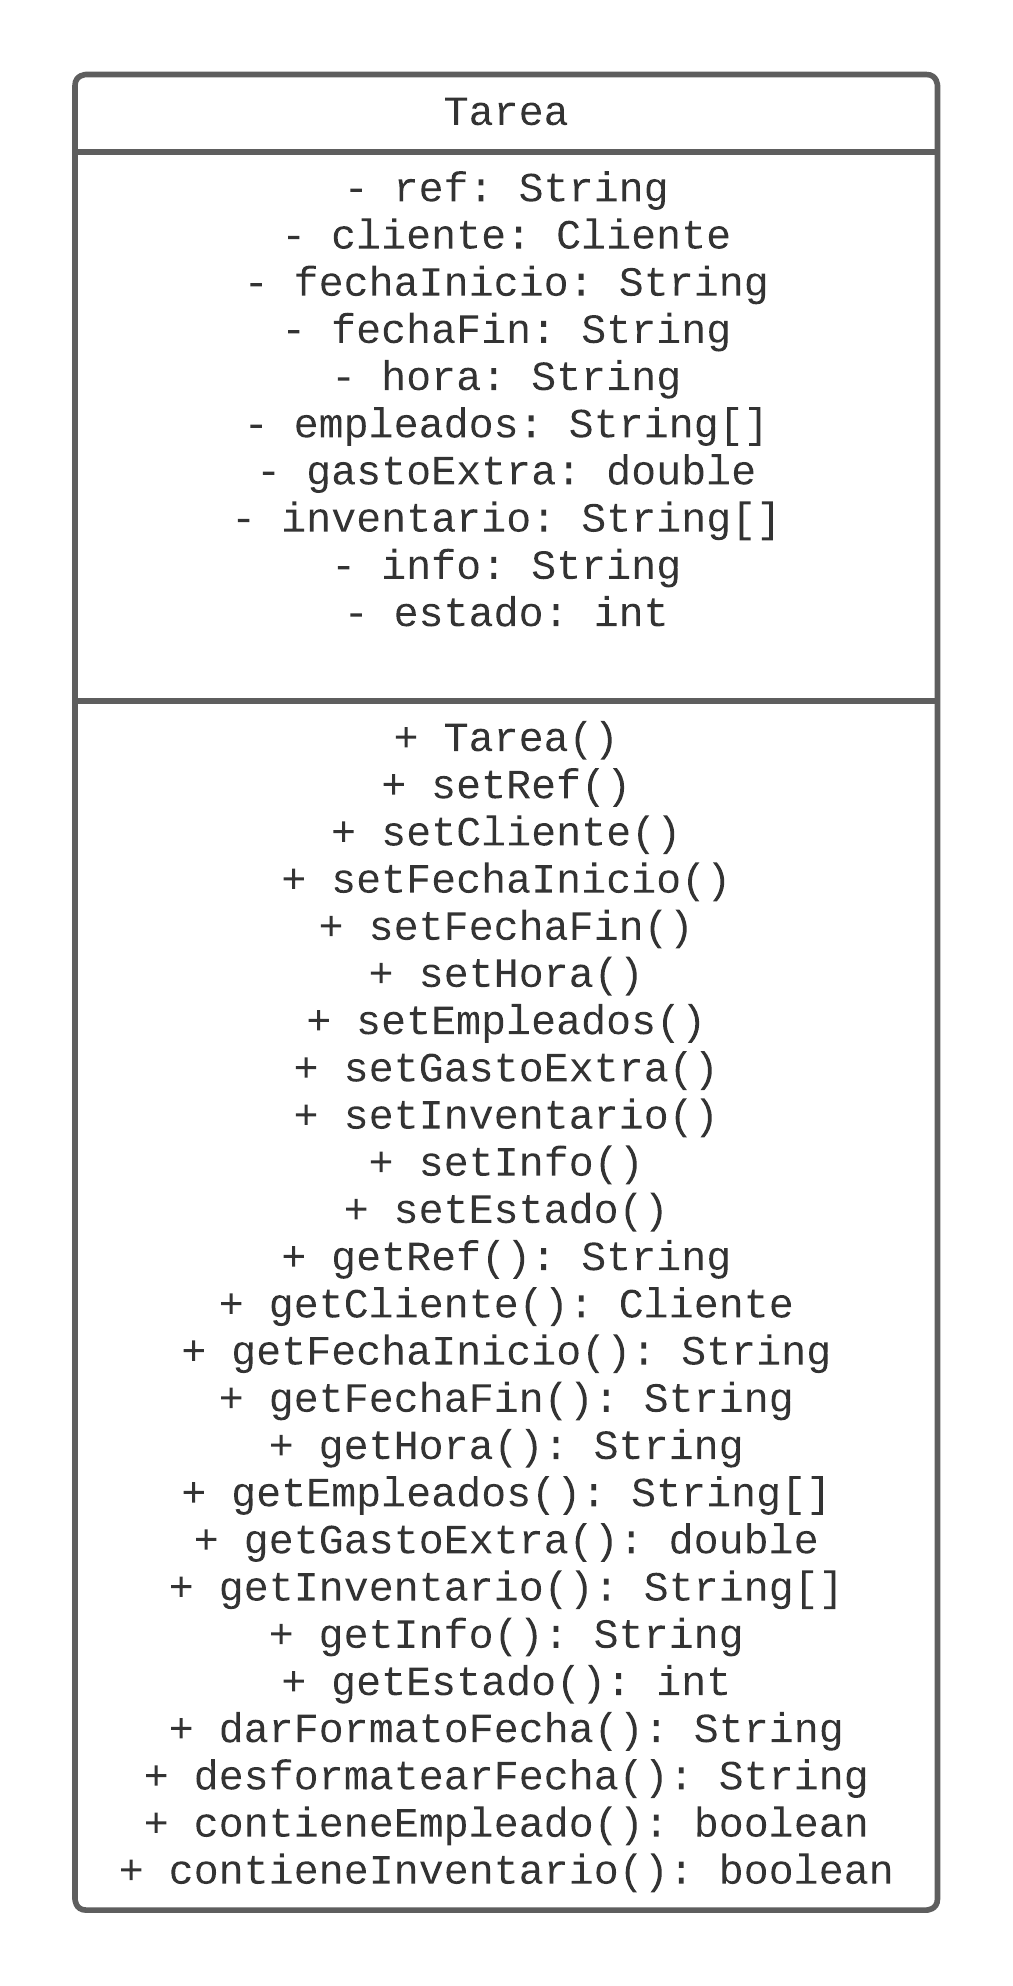 Tarea
- ref: String
- cliente: Cliente
- fechaInicio: String
- fechaFin: String
- hora: String
- empleados: String[]
- gastoExtra: double
- inventario: String[]
- info: String
- estado: int
+ Tarea()
+ setRef()
+ setCliente()
+ setFechaInicio()
+ setFechaFin()
+ setHora()
+ setEmpleados()
+ setGastoExtra()
+ setInventario()
+ setInfo()
+ setEstado()
+ getRef(): String
+ getCliente(): Cliente
+ getFechaInicio(): String
+ getFechaFin(): String
+ getHora(): String
+ getEmpleados(): String[]
+ getGastoExtra(): double
+ getInventario(): String[]
+ getInfo(): String
+ getEstado(): int
+ darFormatoFecha(): String
+ desformatearFecha(): String
+ contieneEmpleado(): boolean
+ contieneInventario(): boolean